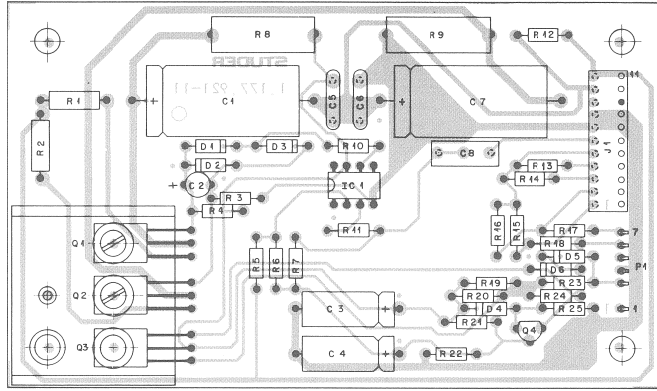 R8
R9
R12
STUDER
1.177.921-11
11
R1
C1
C5
C6
C7
J1
R2
D1
D3
R10
C8
D2
R13
C2
IC1
R14
R3
R4
R16
R15
R17
7
Q1
R11
R18
D5
R5
R6
R7
D6
P1
R19
R23
Q2
R20
R24
C3
D4
R25
1
R21
Q4
Q3
C4
R22